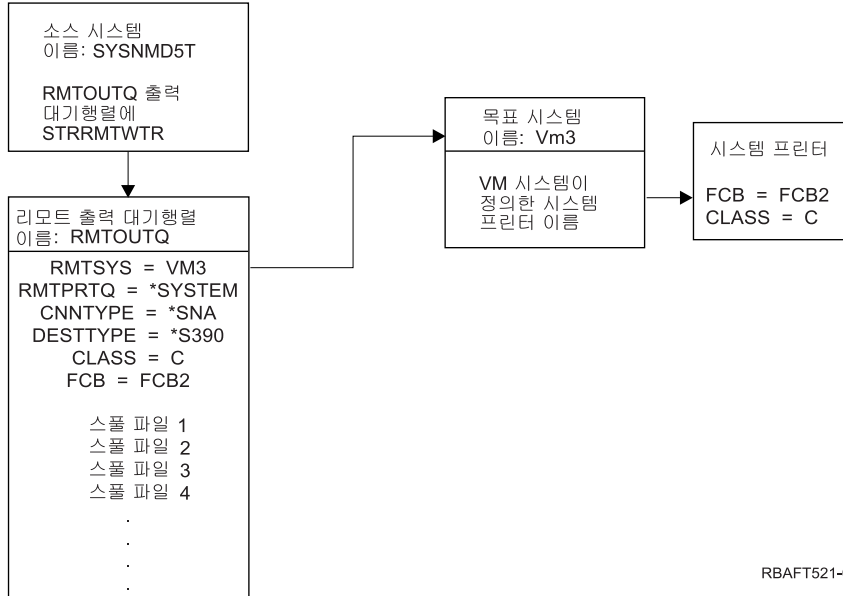 소스 시스템
이름: SYSNMD5T
RMTOUTQ 출력
대기행렬에
STRRMTWTR
리모트 출력 대기행렬
이름: RMTOUTQ
RMTSYS = VM3
RMTPRTQ = *SYSTEM
CNNTYPE = *SNA
DESTTYPE = *S390
CLASS = C
FCB = FCB2
스풀 파일 1
스풀 파일 2
스풀 파일 3
스풀 파일 4
.
.
.
.
목표 시스템
이름: Vm3
VM 시스템이
정의한 시스템
프린터 이름
시스템 프린터
FCB = FCB2
CLASS = C
RBAFT521-